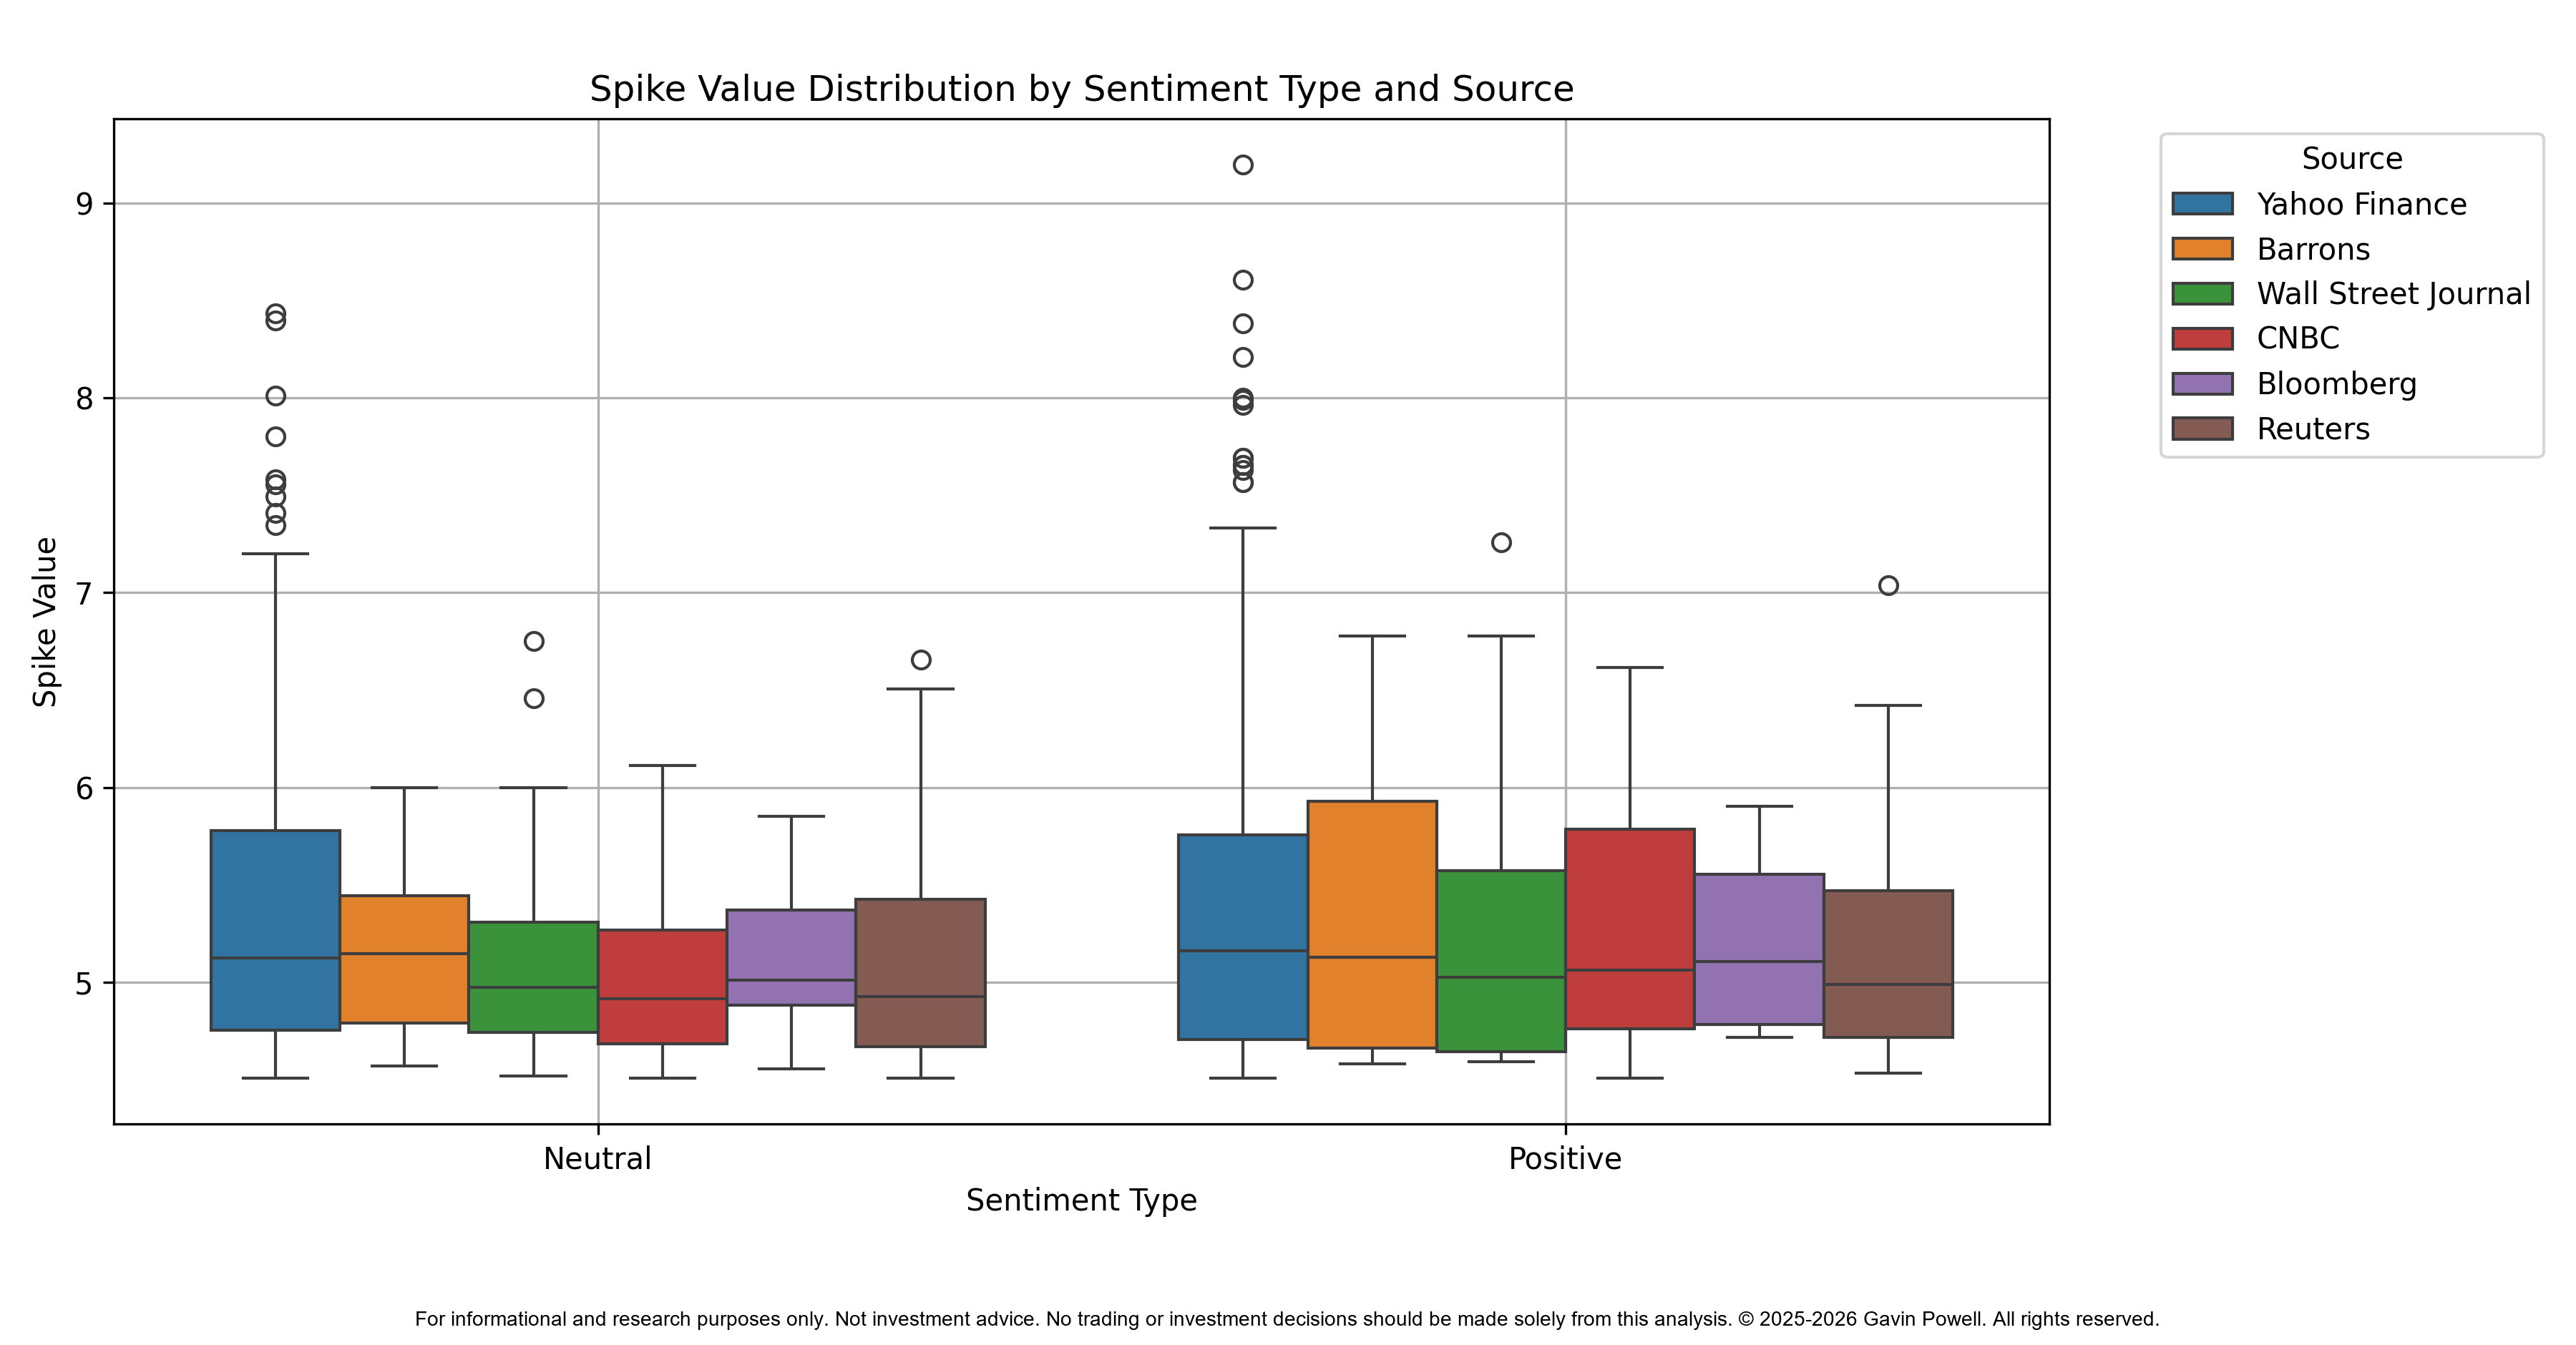 Spike Value Distribution by Sentiment Type and Source
Spike Value
9
8
7
6
5
Neutral
Positive
Sentiment Type
Source
Yahoo Finance
Barrons
Wall Street Journal
CNBC
Bloomberg
Reuters
For informational and research purposes only. Not investment advice. No trading or investment decisions should be made solely from this analysis. © 2025-2026 Gavin Powell. All rights reserved.